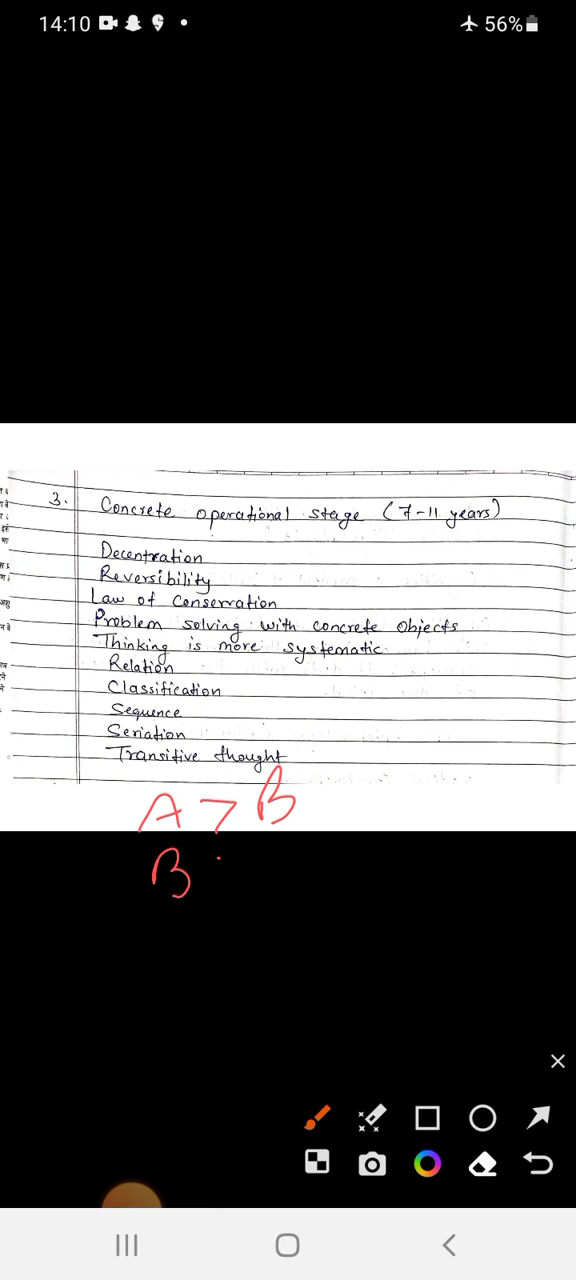 14:10
56%
3. Concrete operational stage (7-11 years)
Decentration
Reversibility
Law of Conservation
Problem solving with concrete Objects
Thinking is more systematic
Relation
Classification
Sequence
Seriation
Transitive thought
A > B
B